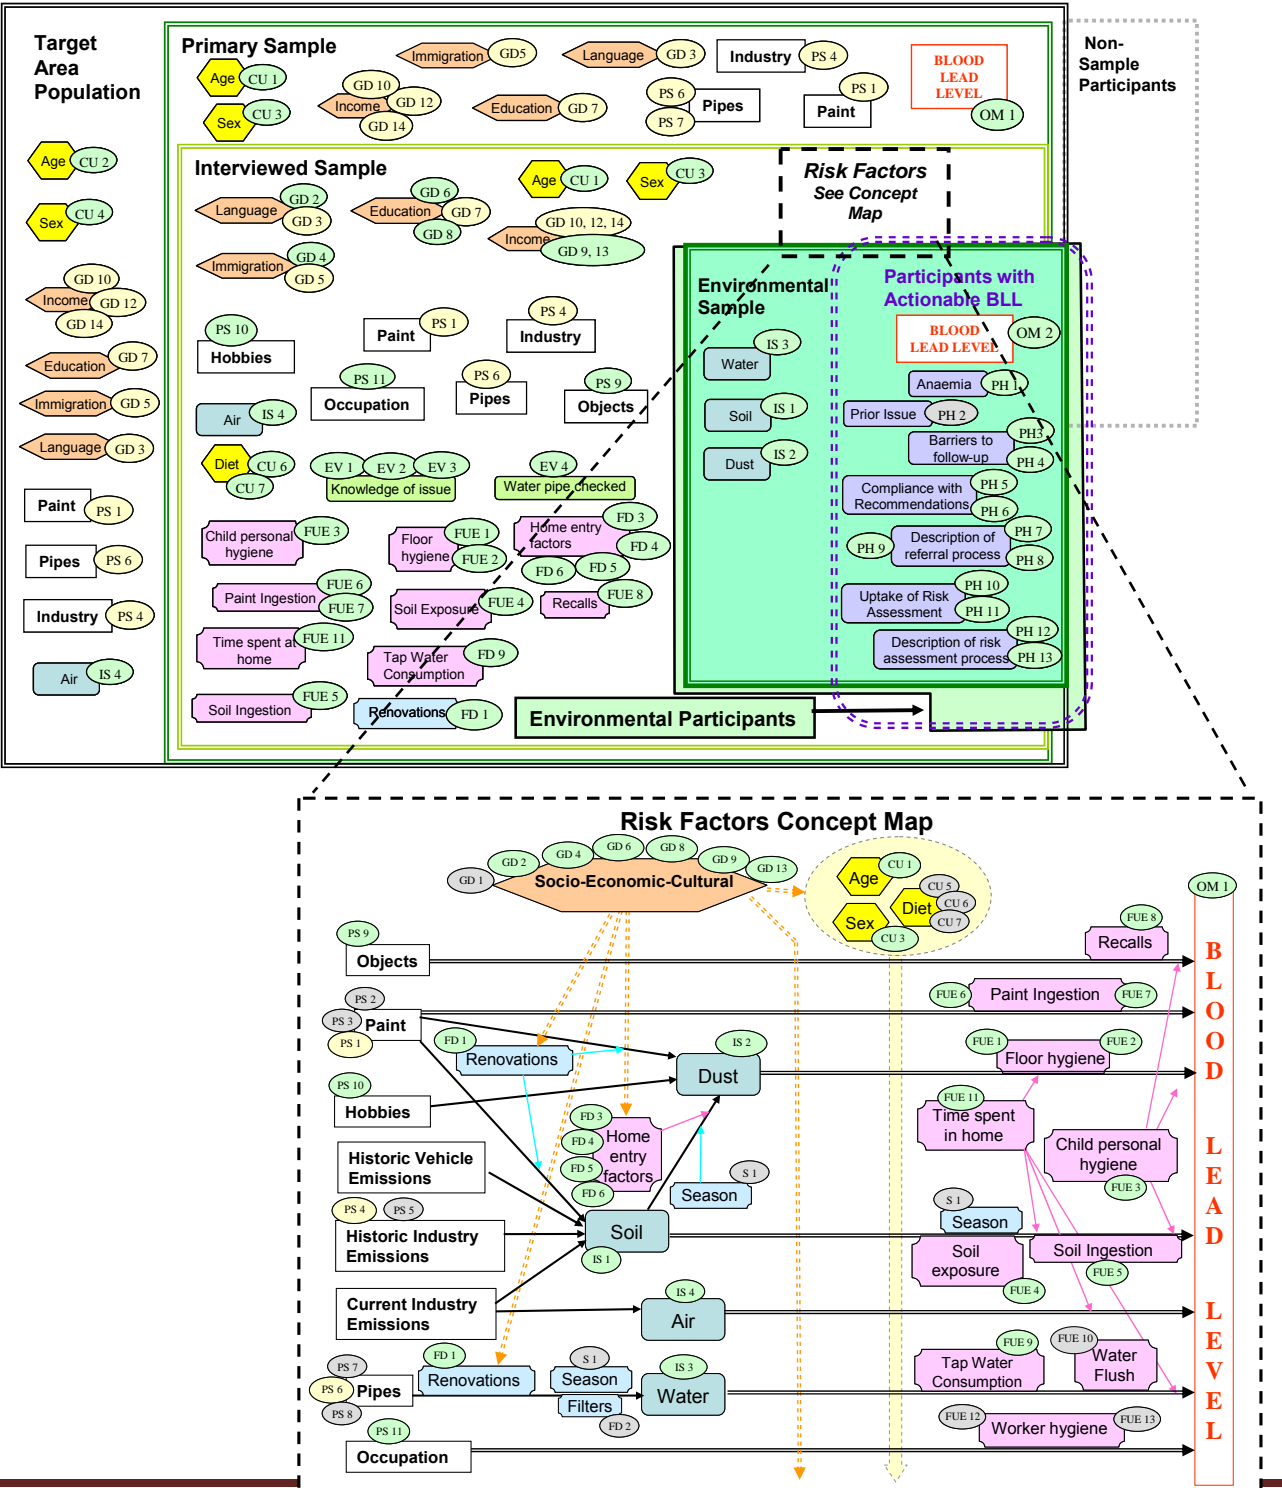 Target
Area
Population
Age CU 2
Sex CU 4
GD 10
Income GD 12
GD 14
Education GD 7
Immigration GD 5
Language GD 3
Paint PS 1
Pipes PS 6
Industry PS 4
Air IS 4
Primary Sample
Age CU 1
Sex CU 3
GD 10
Income GD 12
GD 14
Immigration GD5
Education GD 7
Language GD 3
Industry PS 4
PS 6
Pipes
PS 7
PS 1
Paint
BLOOD
LEAD
LEVEL
OM 1
Non-
Sample
Participants
Interviewed Sample
GD 2
Language
GD 3
GD 4
Immigration
GD 5
GD 6
Education GD 7
GD 8
Age CU 1
Sex CU 3
GD 10, 12, 14
Income
GD 9, 13
PS 10
Hobbies
Paint PS 1
PS 4
Industry
PS 11
Occupation
PS 6
Pipes
PS 9
Objects
Air IS 4
Diet CU 6
CU 7
EV 1 EV 2 EV 3
Knowledge of issue
EV 4
Water pipe checked
Child personal
hygiene
FUE 3
Floor
hygiene
FUE 1
FUE 2
Home entry
factors
FD 3
FD 4
FD 6 FD 5
Paint Ingestion
FUE 6
FUE 7
Soil Exposure FUE 4
FUE 8
Recalls
Time spent at
home
FUE 11
Tap Water
Consumption
FD 9
Soil Ingestion FUE 5
Renovations FD 1
Risk Factors
See Concept
Map
Environmental
Sample
Water IS 3
Soil IS 1
Dust IS 2
Participants with
Actionable BLL
BLOOD
LEAD LEVEL
OM 2
Anaemia PH 1
Prior Issue PH 2
Barriers to
follow-up
PH3
PH 4
Compliance with
Recommendations
PH 5
PH 6
PH 9
Description of
referral process
PH 7
PH 8
Uptake of Risk
Assessment
PH 10
PH 11
Description of risk
assessment process
PH 12
PH 13
Environmental Participants
Risk Factors Concept Map
GD 1 GD 2 GD 4 GD 6 GD 8 GD 9 GD 13
Socio-Economic-Cultural
Age CU 1
Sex CU 3
Diet CU 5
CU 6
CU 7
OM 1
BLOOD
LEAD
LEVEL
PS 9
Objects
FUE 8
Recalls
PS 2
PS 3 Paint
PS 1
FUE 6 Paint Ingestion FUE 7
FD 1
Renovations
IS 2
Dust
FUE 1 FUE 2
Floor hygiene
PS 10
Hobbies
FUE 11
Time spent
in home
Child personal
hygiene
FUE 3
FD 3
FD 4
FD 5
FD 6
Home
entry
factors
S 1
Season
Historic Vehicle
Emissions
PS 4 PS 5
Historic Industry
Emissions
Soil
IS 1
S 1
Season
Soil
exposure
FUE 4
Soil Ingestion
FUE 5
Current Industry
Emissions
IS 4
Air
PS 7
PS 6 Pipes
PS 8
FD 1
Renovations
S 1
Season
Filters
FD 2
IS 3
Water
FUE 9
Tap Water
Consumption
FUE 10
Water
Flush
FUE 12 Worker hygiene FUE 13
PS 11
Occupation